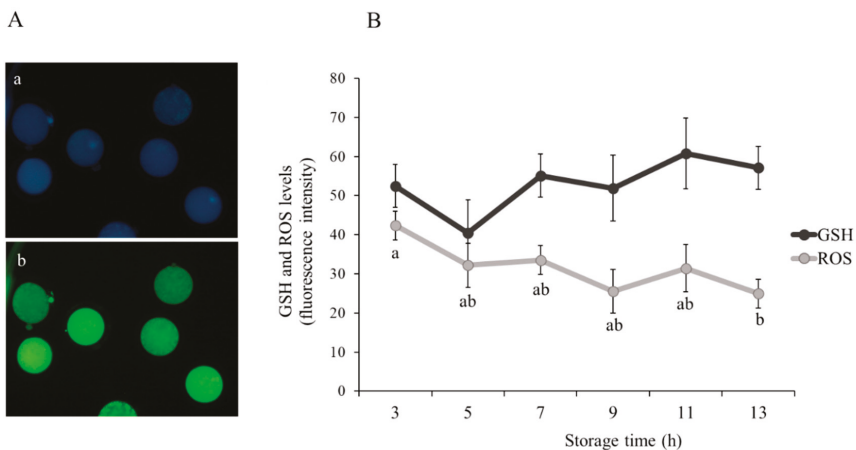 A
B
a
b
GSH and ROS levels
(fluorescence intensity)
80
70
60
50
40
30
20
10
0
a
ab
ab
ab
ab
b
3 5 7 9 11 13
Storage time (h)
GSH
ROS